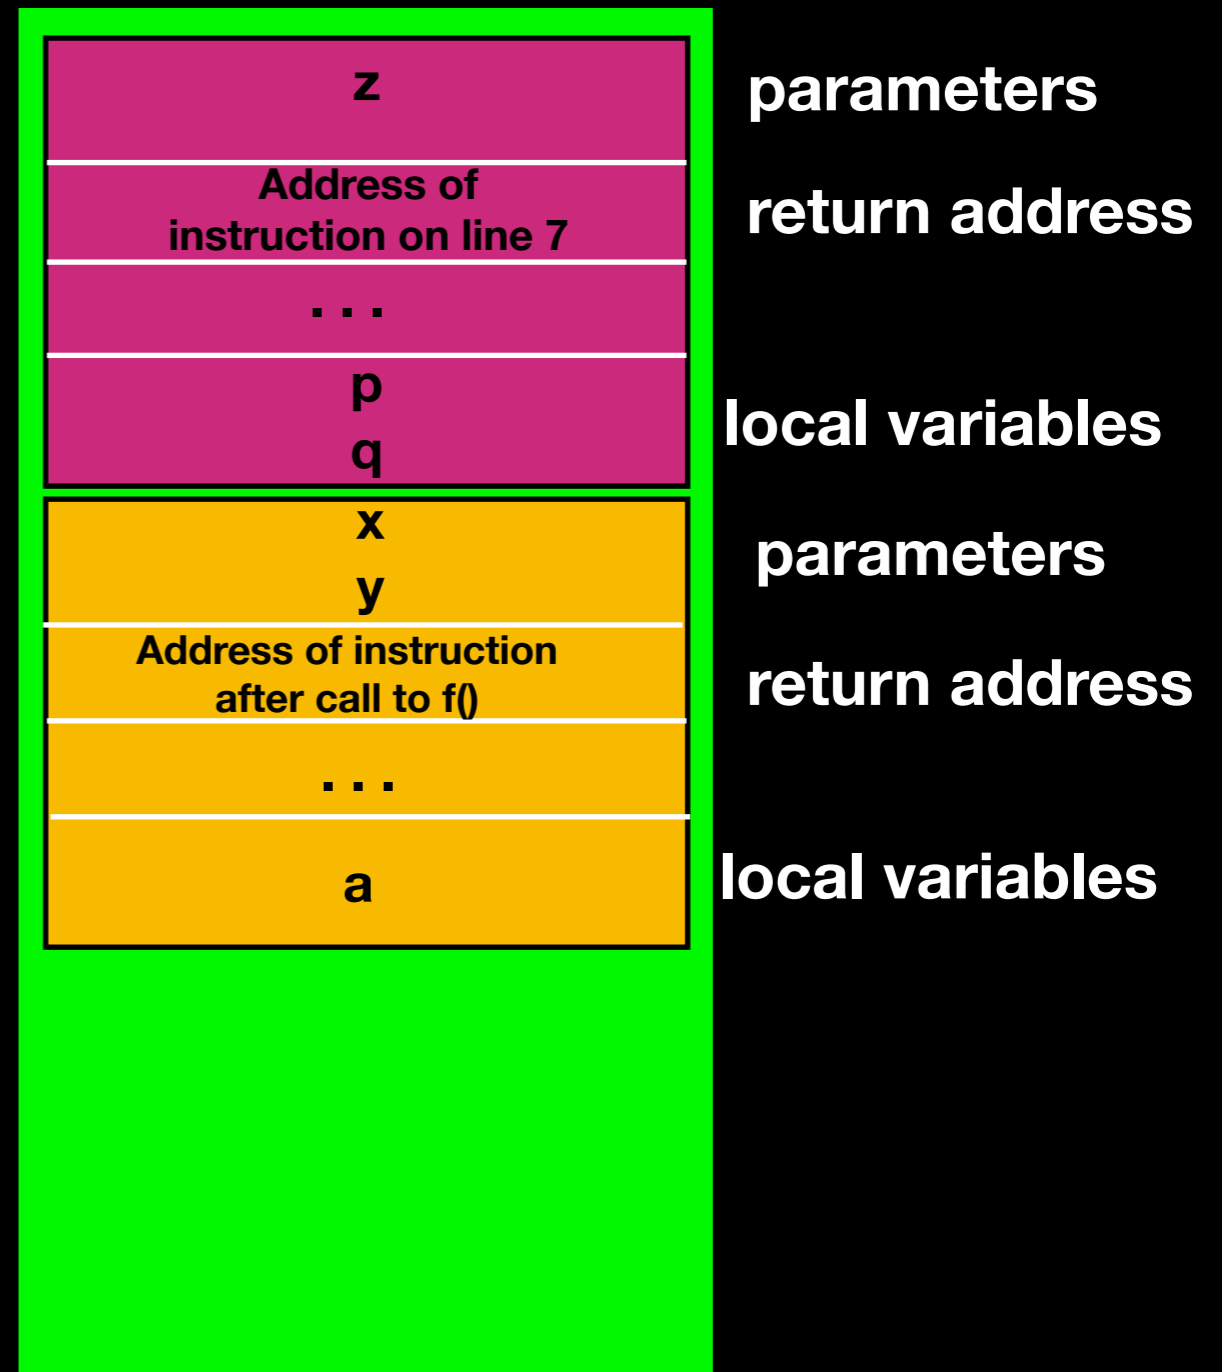 z
parameters
Address of
instruction on line 7
return address
...
p
q
local variables
x
y
parameters
Address of instruction
after call to f()
return address
...
a
local variables